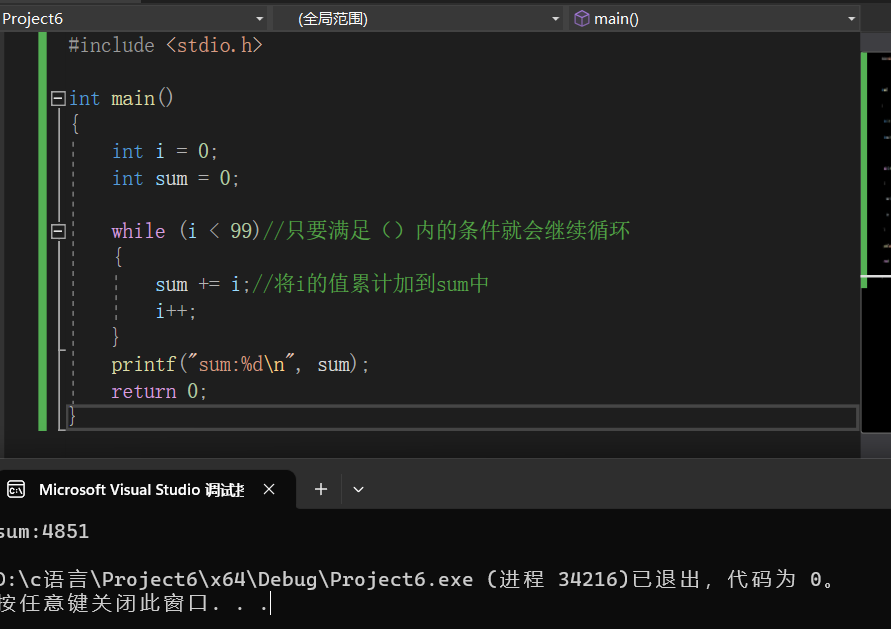 Project6 (全局范围) main()
#include <stdio.h>
int main()
{
int i = 0;
int sum = 0;
while (i < 99)//只要满足（）内的条件就会继续循环
{
sum += i;//将i的值累计加到sum中
i++;
}
printf("sum:%d\n", sum);
return 0;
}
Microsoft Visual Studio 调试
sum:4851
D:\c语言\Project6\x64\Debug\Project6.exe (进程 34216)已退出，代码为 0。
按任意键关闭此窗口. . .